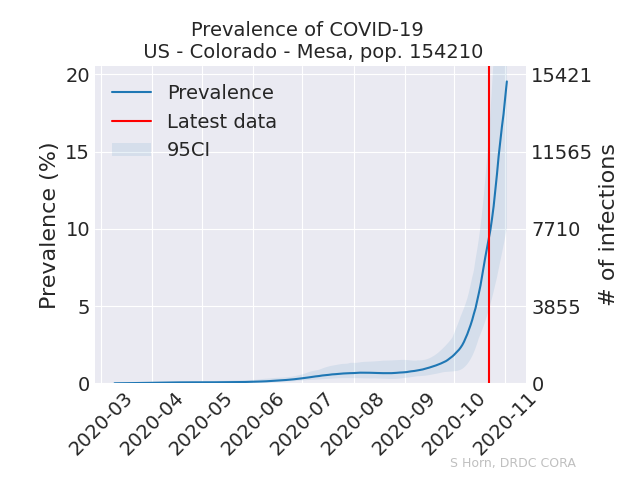 Prevalence of COVID-19
US - Colorado - Mesa, pop. 154210
Prevalence
Latest data
95CI
Prevalence (%)
20
15
10
5
0
15421
11565
7710
3855
0
# of infections
2020-03
2020-04
2020-05
2020-06
2020-07
2020-08
2020-09
2020-10
2020-11
S Horn, DRDC CORA